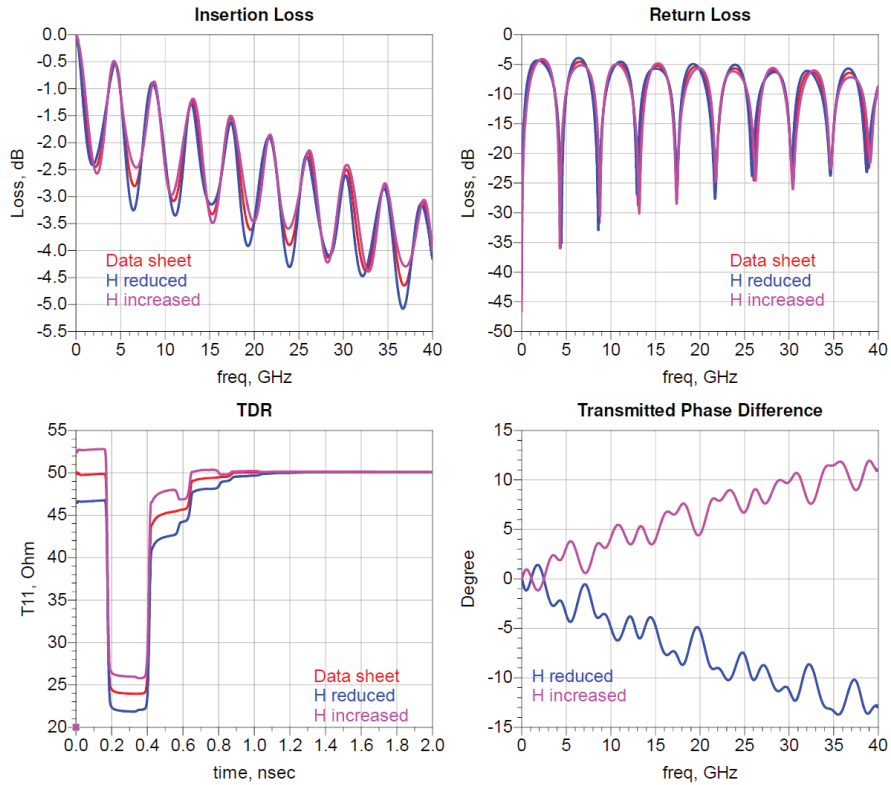 Insertion Loss
0.0
-0.5
-1.0
-1.5
-2.0
-2.5
-3.0
-3.5
-4.0
-4.5
-5.0
-5.5
Loss, dB
Data sheet
H reduced
H increased
0 5 10 15 20 25 30 35 40
freq, GHz
Return Loss
0
-5
-10
-15
-20
-25
-30
-35
-40
-45
-50
Loss, dB
Data sheet
H reduced
H increased
0 5 10 15 20 25 30 35 40
freq, GHz
TDR
55
50
45
40
35
30
25
20
T11, Ohm
Data sheet
H reduced
H increased
0.0 0.2 0.4 0.6 0.8 1.0 1.2 1.4 1.6 1.8 2.0
time, nsec
Transmitted Phase Difference
15
10
5
0
-5
-10
-15
Degree
H reduced
H increased
0 5 10 15 20 25 30 35 40
freq, GHz